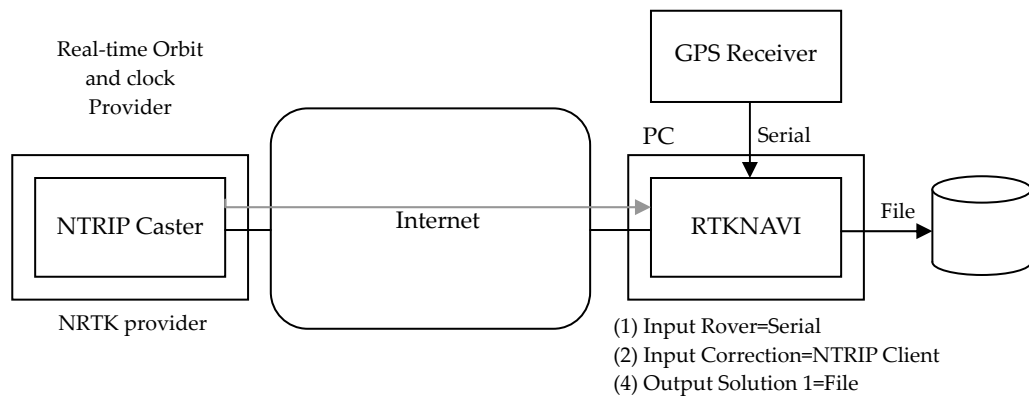 Real-time Orbit
and clock
Provider
GPS Receiver
PC
Serial
NTRIP Caster
Internet
RTKNAVI
File
NRTK provider
(1) Input Rover=Serial
(2) Input Correction=NTRIP Client
(4) Output Solution 1=File